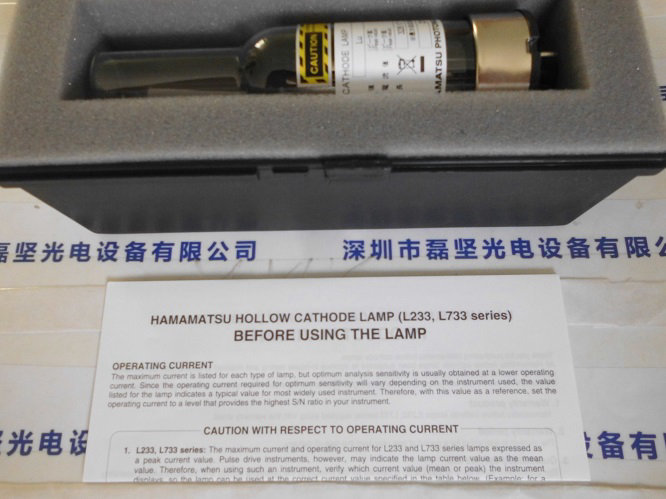 CAUTION
CATHODE LAMP
Lu
HAMAMATSU PHOTON
磊坚光电设备有限公司
深圳市磊坚光电设备有限公
HAMAMATSU HOLLOW CATHODE LAMP (L233, L733 series)
BEFORE USING THE LAMP
OPERATING CURRENT
The maximum current is listed for each type of lamp, but optimum analysis sensitivity is usually obtained at a lower operating
current. Since the operating current required for optimum sensitivity will vary depending on the instrument used, the value
listed for the lamp indicates a typical value for most widely used instrument. Therefore, with this value as a reference, set the
operating current to a level that provides the highest S/N ratio in your instrument.
CAUTION WITH RESPECT TO OPERATING CURRENT
1. L233, L733 series: The maximum current and operating current for L233 and L733 series lamps expressed as
a peak current value. Pulse drive instruments, however, may indicate the lamp current value as the mean
value. Therefore, when using such an instrument, verify which current value (mean or peak) the instrument
displays, so the lamp can be used at the correct current value specified in the table below. (Example: for a
磊坚光电设
设备有限公